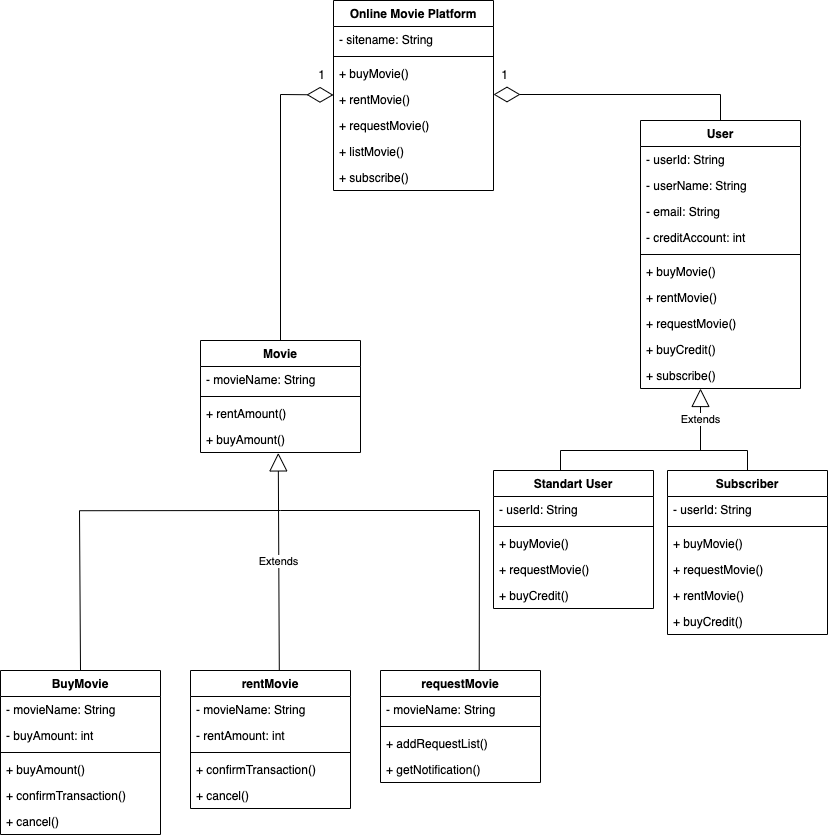 Online Movie Platform
- sitename: String
+ buyMovie()
+ rentMovie()
+ requestMovie()
+ listMovie()
+ subscribe()
1
1
User
- userId: String
- userName: String
- email: String
- creditAccount: int
+ buyMovie()
+ rentMovie()
+ requestMovie()
+ buyCredit()
+ subscribe()
Movie
- movieName: String
+ rentAmount()
+ buyAmount()
Extends
Standart User
- userId: String
+ buyMovie()
+ requestMovie()
+ buyCredit()
Subscriber
- userId: String
+ buyMovie()
+ requestMovie()
+ rentMovie()
+ buyCredit()
Extends
BuyMovie
- movieName: String
- buyAmount: int
+ buyAmount()
+ confirmTransaction()
+ cancel()
rentMovie
- movieName: String
- rentAmount: int
+ confirmTransaction()
+ cancel()
requestMovie
- movieName: String
+ addRequestList()
+ getNotification()